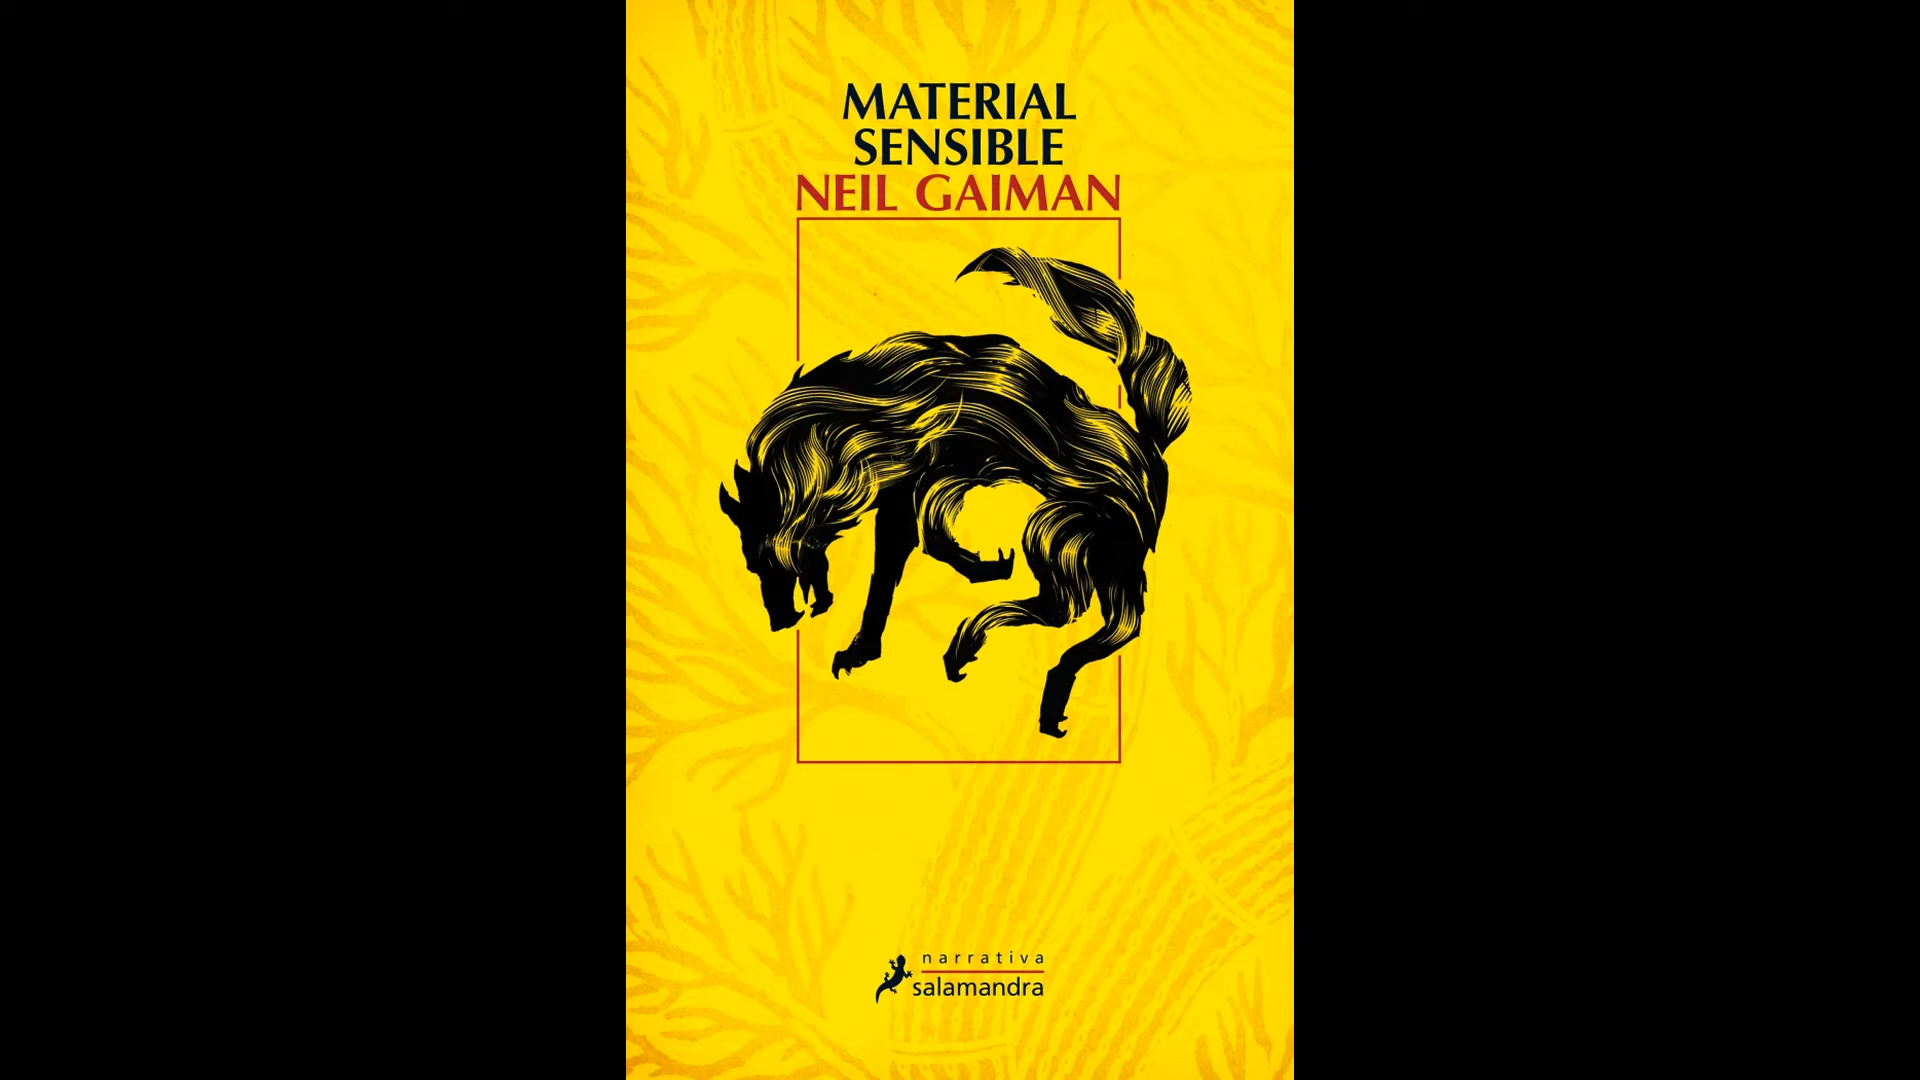 MATERIAL
SENSIBLE
NEIL GAIMAN
narrativa
salamandra